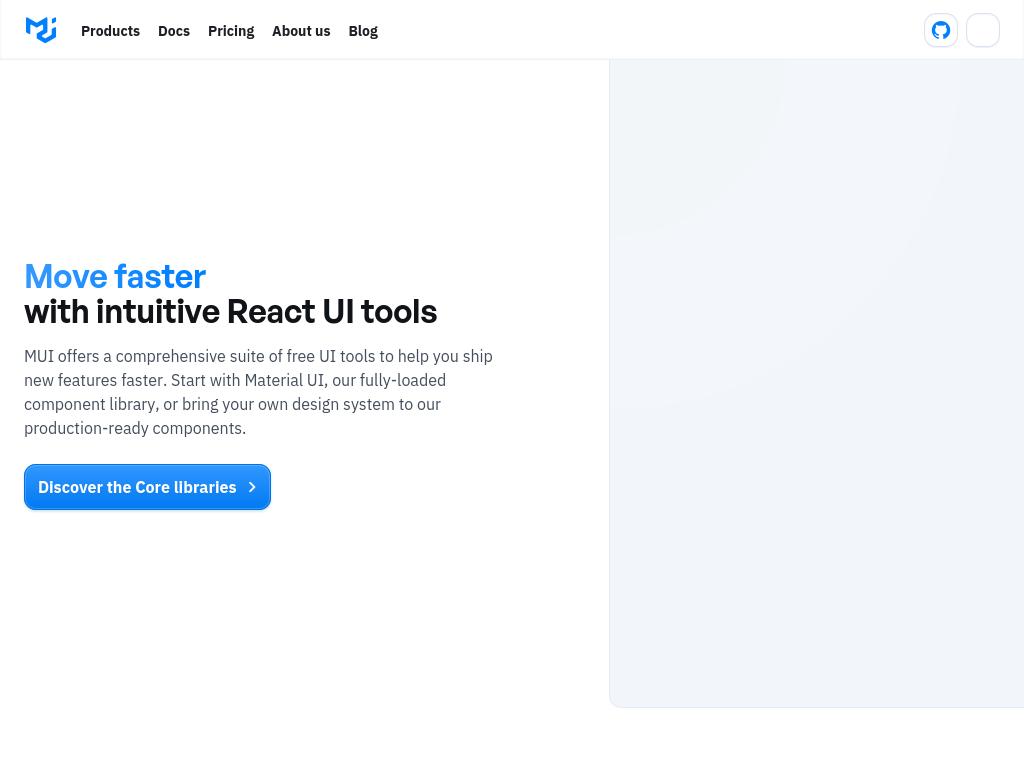 Products
Docs
Pricing
About us
Blog
Move faster
with intuitive React UI tools
MUI offers a comprehensive suite of free UI tools to help you ship
new features faster. Start with Material UI, our fully-loaded
component library, or bring your own design system to our
production-ready components.
Discover the Core libraries